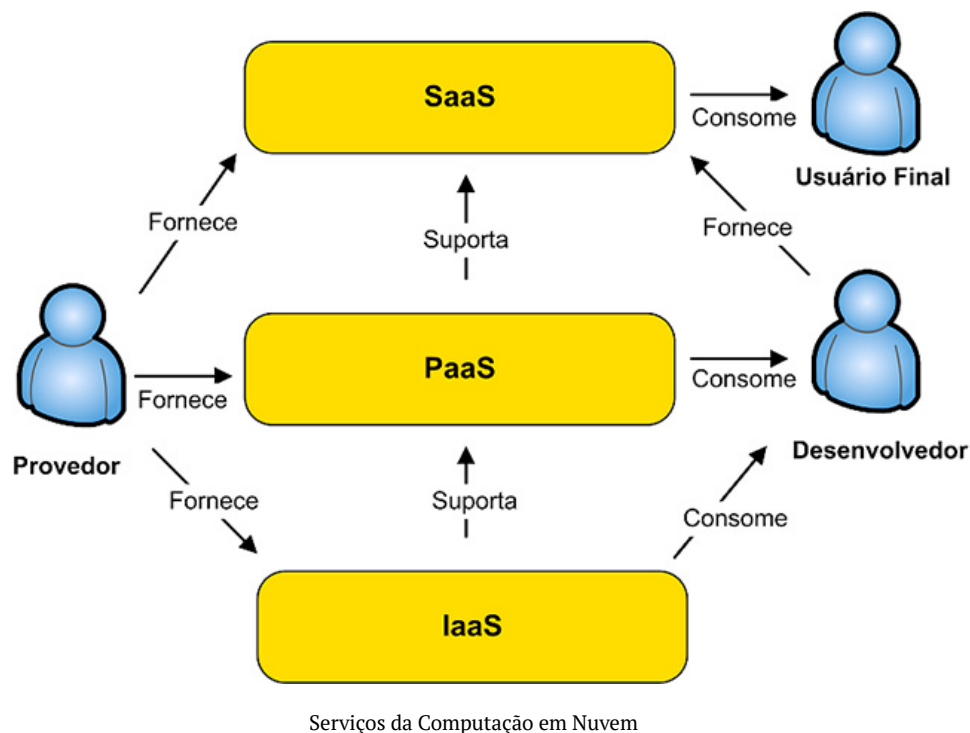 SaaS
Consome
Usuário Final
Fornece
Suporta
Fornece
PaaS
Fornece
Consome
Provedor
Desenvolvedor
Fornece
Suporta
Consome
IaaS
Serviços da Computação em Nuvem